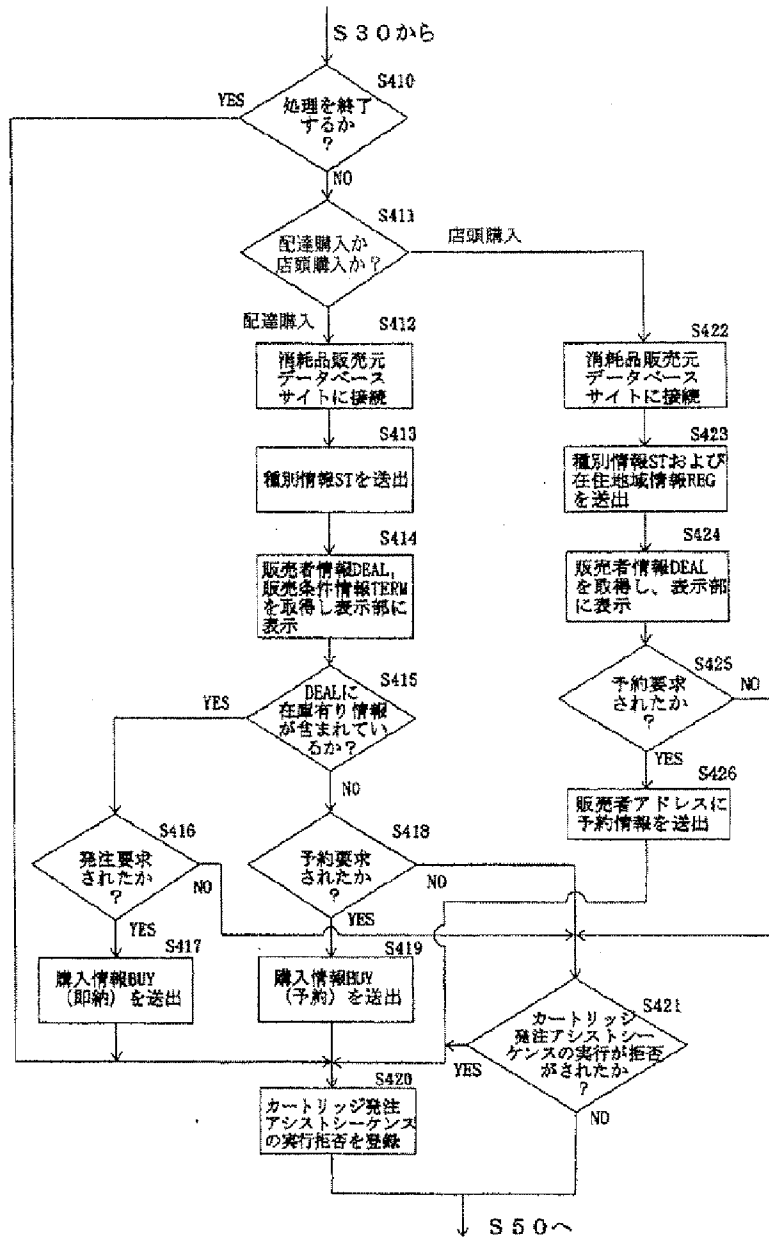 S30から
S410
YES
処理を終了
するか
?
NO
S411
配達購入か
店頭購入か?
店頭購入
配達購入
S412
消耗品販売元
データベース
サイトに接続
S413
種別情報STを送出
S414
販売者情報DEAL,
販売条件情報TERM
を取得し表示部に
表示
S415
DEALに
在庫有り情報
が含まれてい
るか?
YES
NO
S416
発注要求
されたか
?
NO
YES
S417
購入情報BUY
(即納)を送出
S418
予約要求
されたか
?
NO
YES
S419
購入情報BUY
(予約)を送出
S420
カートリッジ発注
アシストシーケンス
の実行拒否を登録
S422
消耗品販売元
データベース
サイトに接続
S423
種別情報STおよび
在住地域情報REG
を送出
S424
販売者情報DEAL
を取得し、表示部
に表示
S425
予約要求
されたか
?
NO
YES
S426
販売者アドレスに
予約情報を送出
S421
カートリッジ
発注アシストシー
ケンスの実行が拒否
がされたか
?
YES
NO
S50へ